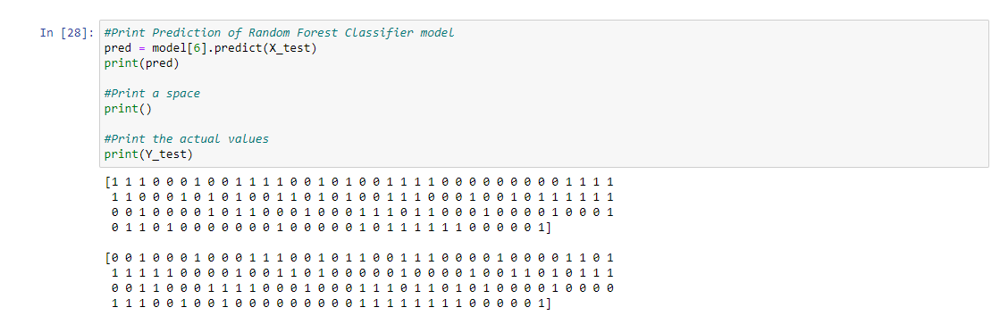 In [28]: #Print Prediction of Random Forest Classifier model
pred = model[6].predict(X_test)
print(pred)
#Print a space
print()
#Print the actual values
print(Y_test)
[1 1 1 0 0 0 1 0 0 1 1 1 1 0 0 1 0 1 0 0 1 1 1 1 0 0 0 0 0 0 0 0 0 1 1 1 1
1 1 0 0 0 1 0 1 0 1 0 0 1 1 0 1 0 1 0 0 1 1 1 0 0 0 1 0 0 1 0 1 1 1 1 1 1
0 0 1 0 0 0 0 1 0 1 1 0 0 0 1 0 0 0 1 1 1 0 1 1 0 0 0 1 0 0 0 0 1 0 0 0 1
0 1 1 0 1 0 0 0 0 0 0 0 1 0 0 0 0 0 1 0 1 1 1 1 1 1 0 0 0 0 0 1]
[0 0 1 0 0 0 1 0 0 0 1 1 1 0 0 1 0 1 1 0 0 1 1 1 0 0 0 0 1 0 0 0 0 1 1 0 1
1 1 1 1 1 0 0 0 0 1 0 0 1 1 0 1 0 0 0 0 0 1 0 0 0 0 1 0 0 1 1 0 1 0 1 1 1
0 0 1 1 0 0 0 1 1 1 1 0 0 0 1 0 0 0 1 1 1 0 1 1 0 1 0 1 0 0 0 0 1 0 0 0 0
1 1 1 0 0 1 0 0 1 0 0 0 0 0 0 0 0 0 1 1 1 1 1 1 1 1 0 0 0 0 0 1]